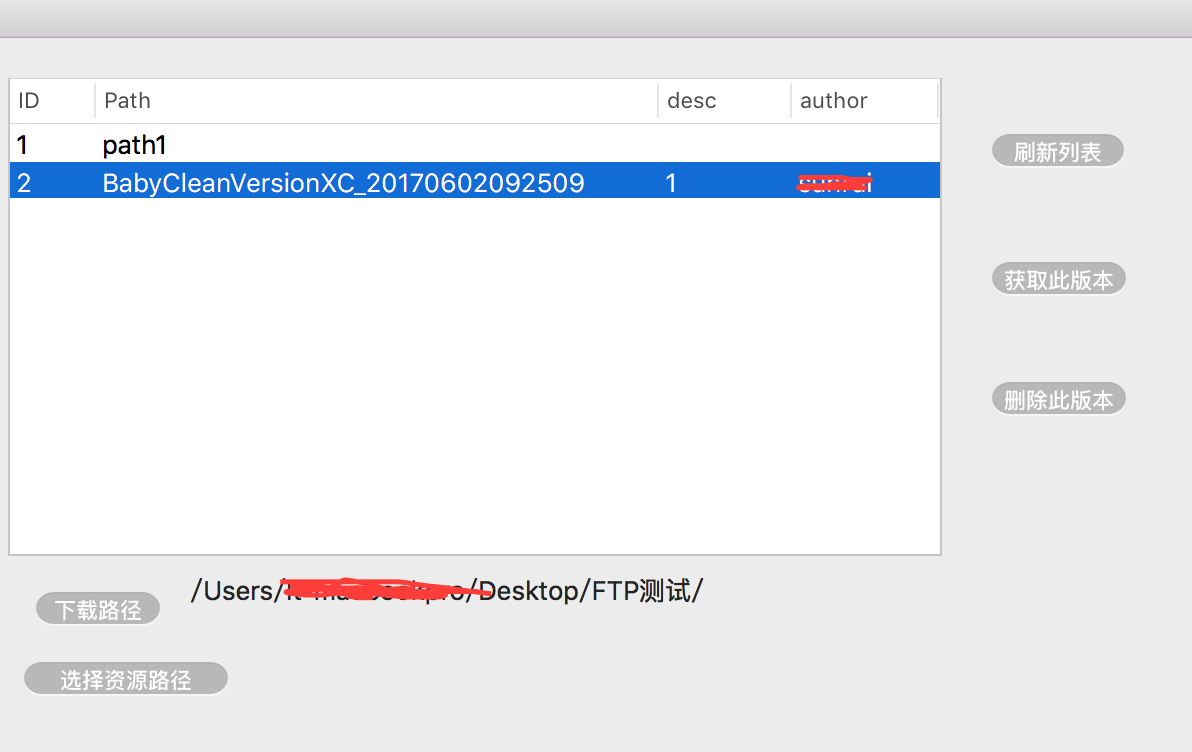 ID Path desc author
1 path1
2 BabyCleanVersionXC_20170602092509 1
刷新列表
获取此版本
删除此版本
/Users/ Desktop/FTP测试/
下载路径
选择资源路径